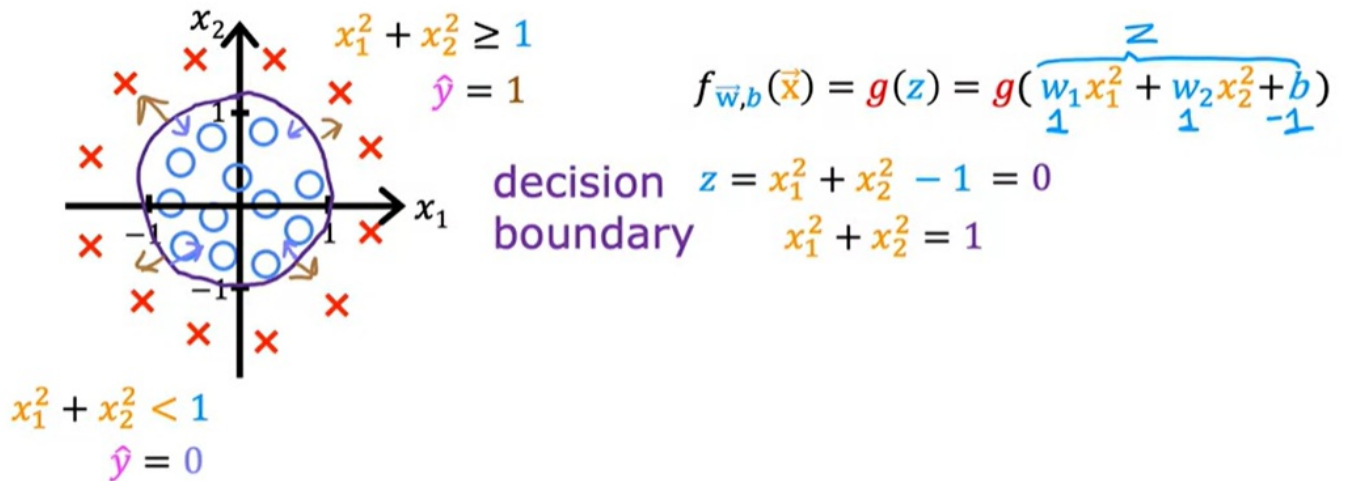 x₂
x₁² + x₂² ≥ 1
ŷ = 1
1
−1
1
−1
x₁
x₁² + x₂² < 1
ŷ = 0
z
f_{w⃗,b}(x⃗) = g(z) = g( w₁x₁² + w₂x₂² + b )
1 1 -1
decision boundary
z = x₁² + x₂² − 1 = 0
x₁² + x₂² = 1